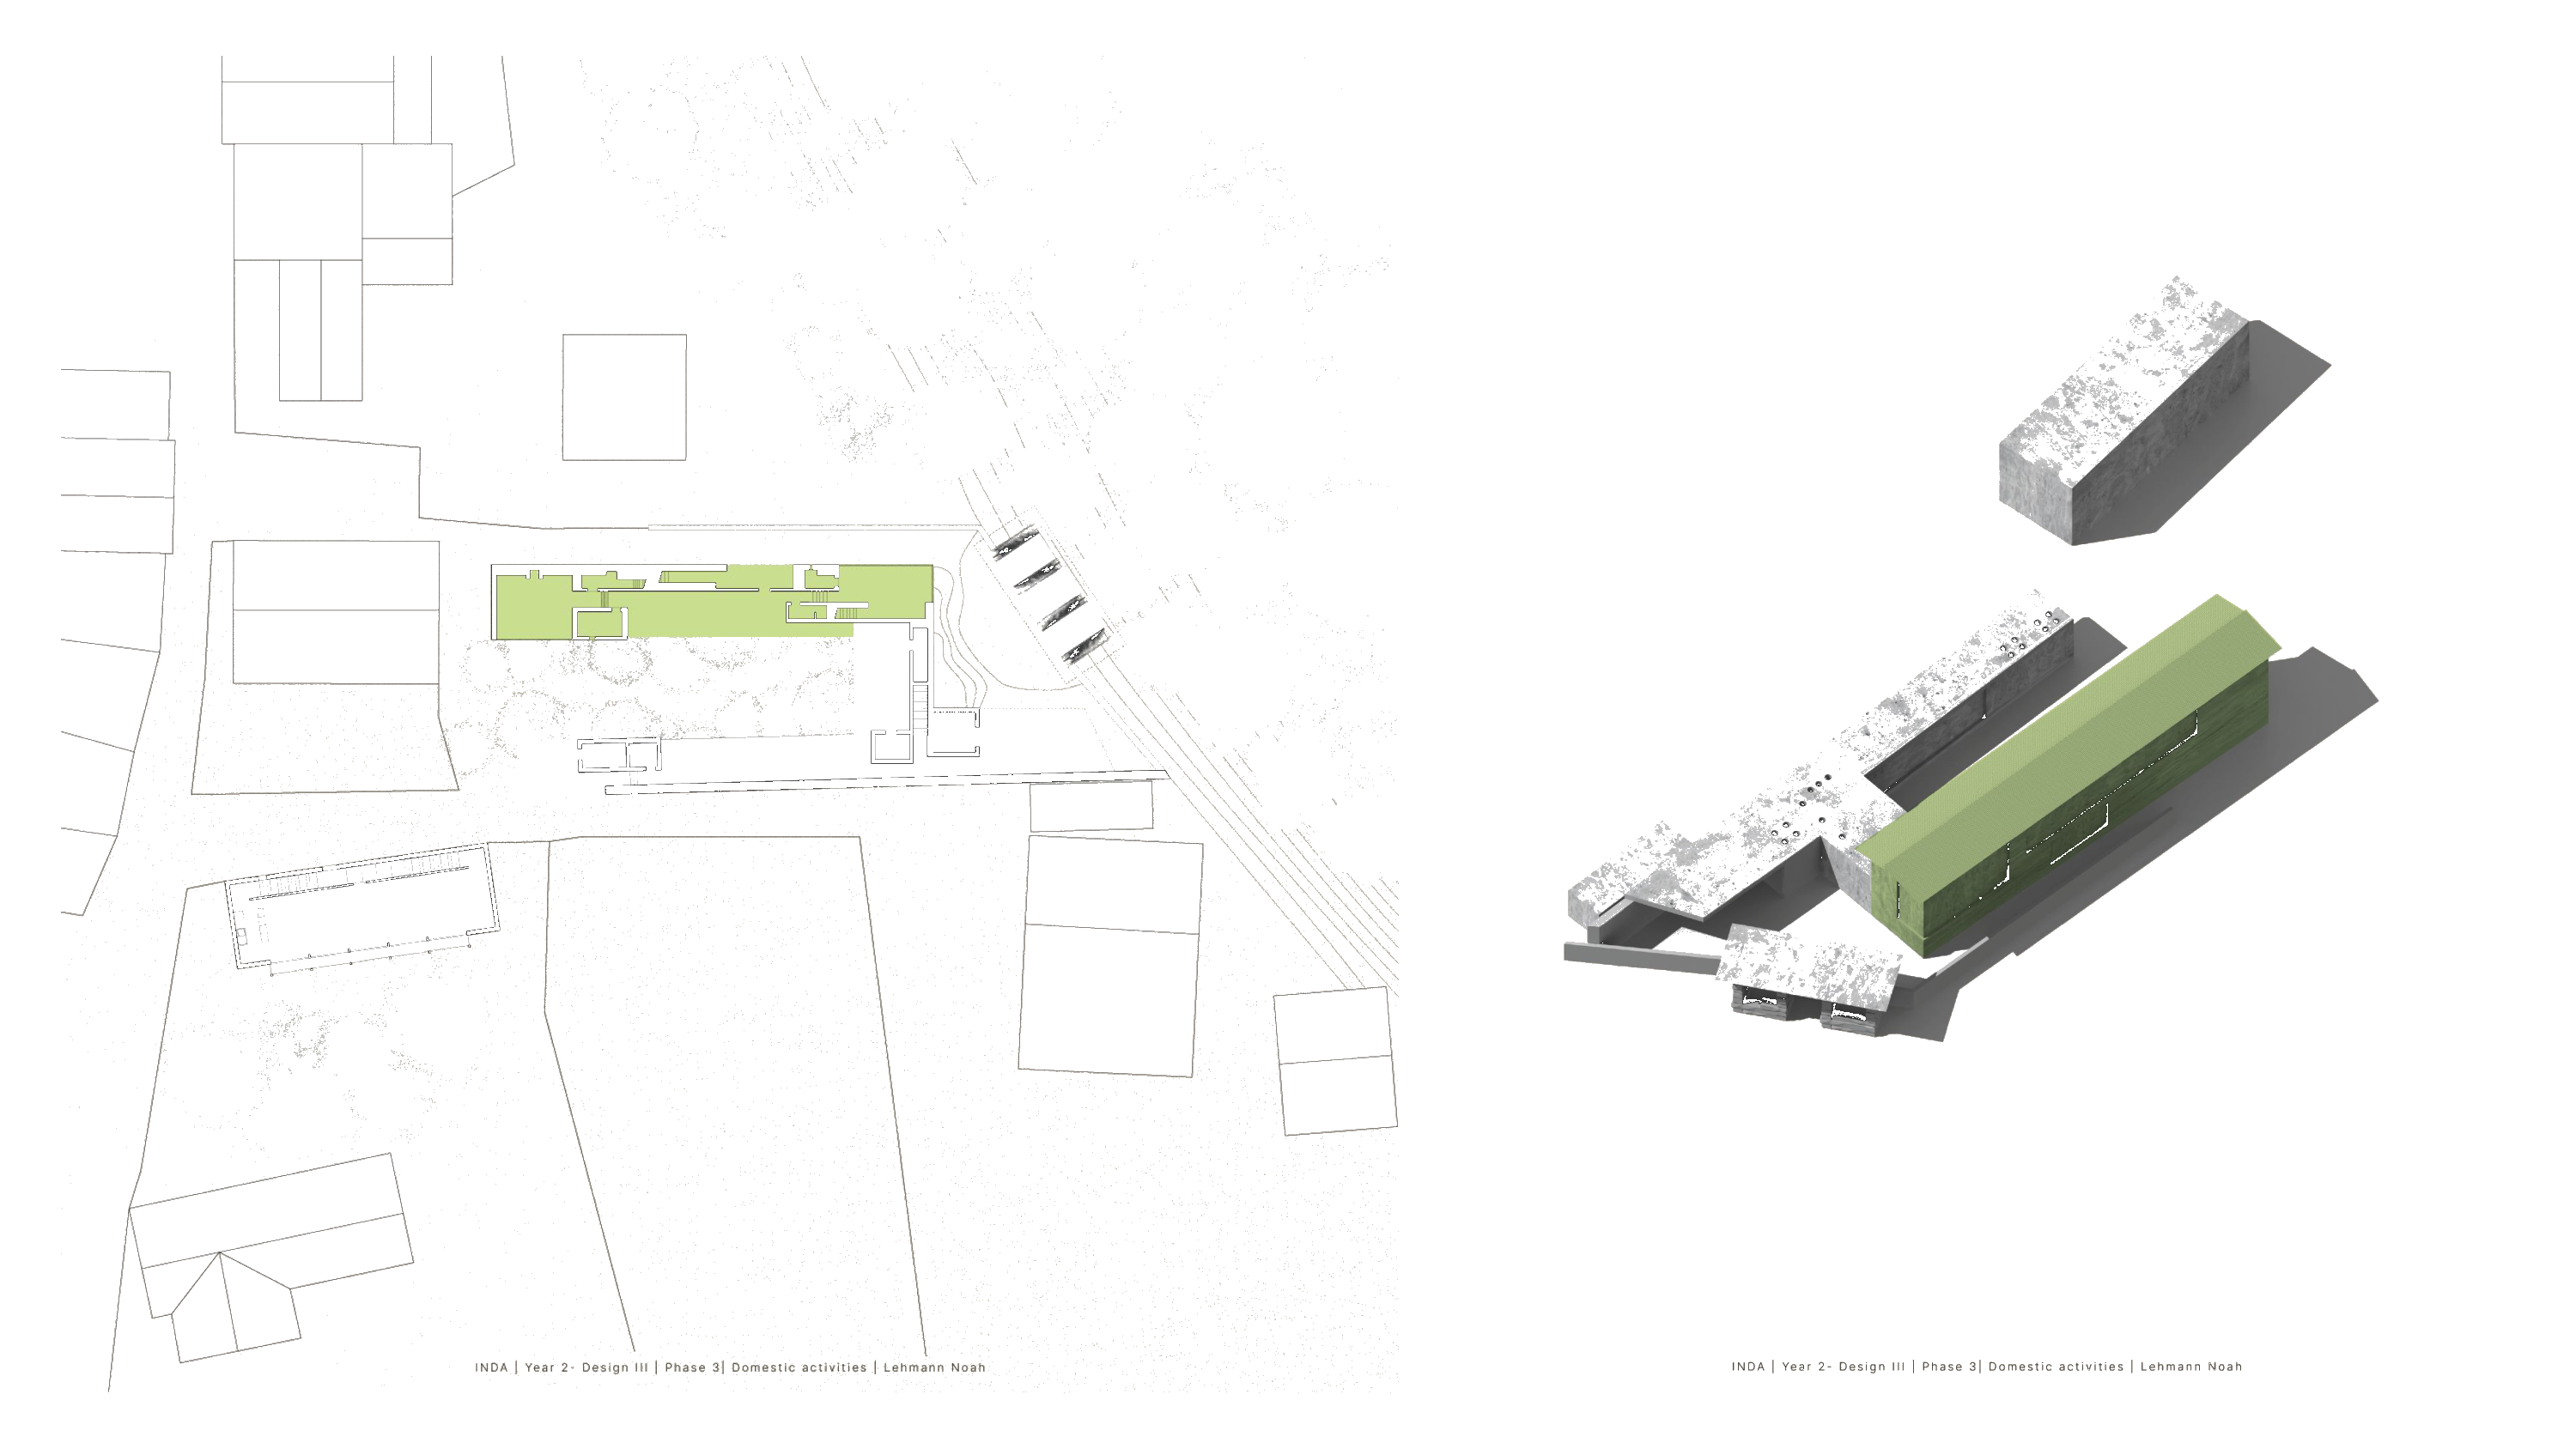 INDA | Year 2- Design III | Phase 3| Domestic activities | Lehmann Noah
INDA | Year 2- Design III | Phase 3| Domestic activities | Lehmann Noah